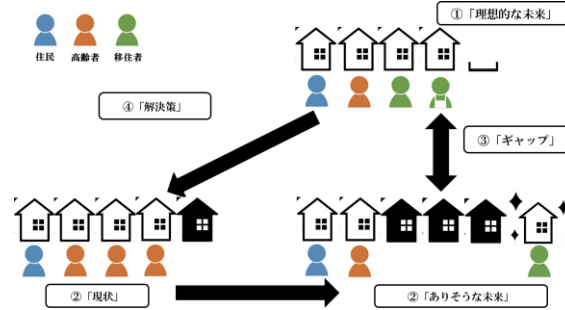 ①「理想的な未来」
住民 高齢者 移住者
④「解決策」
③「ギャップ」
②「現状」
②「ありそうな未来」